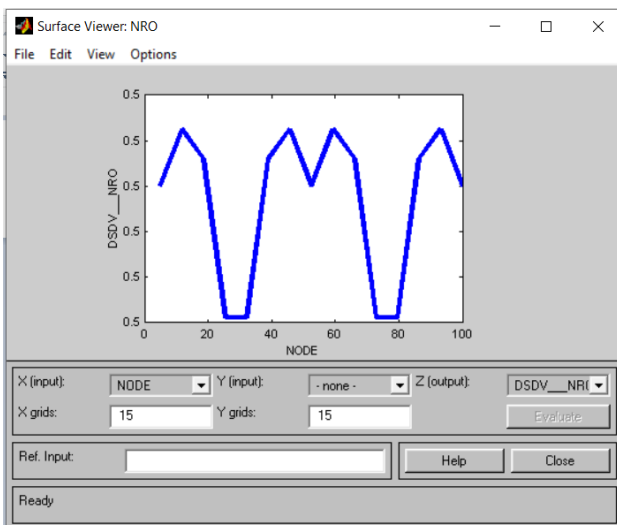 Surface Viewer: NRO
File Edit View Options
0.5
0.5
0.5
0.5
0.5
0.5
DSDV___NRO
0 20 40 60 80 100
NODE
X (input): NODE Y (input): - none - Z (output): DSDV___NR(
X grids: 15 Y grids: 15 Evaluate
Ref. Input: Help Close
Ready